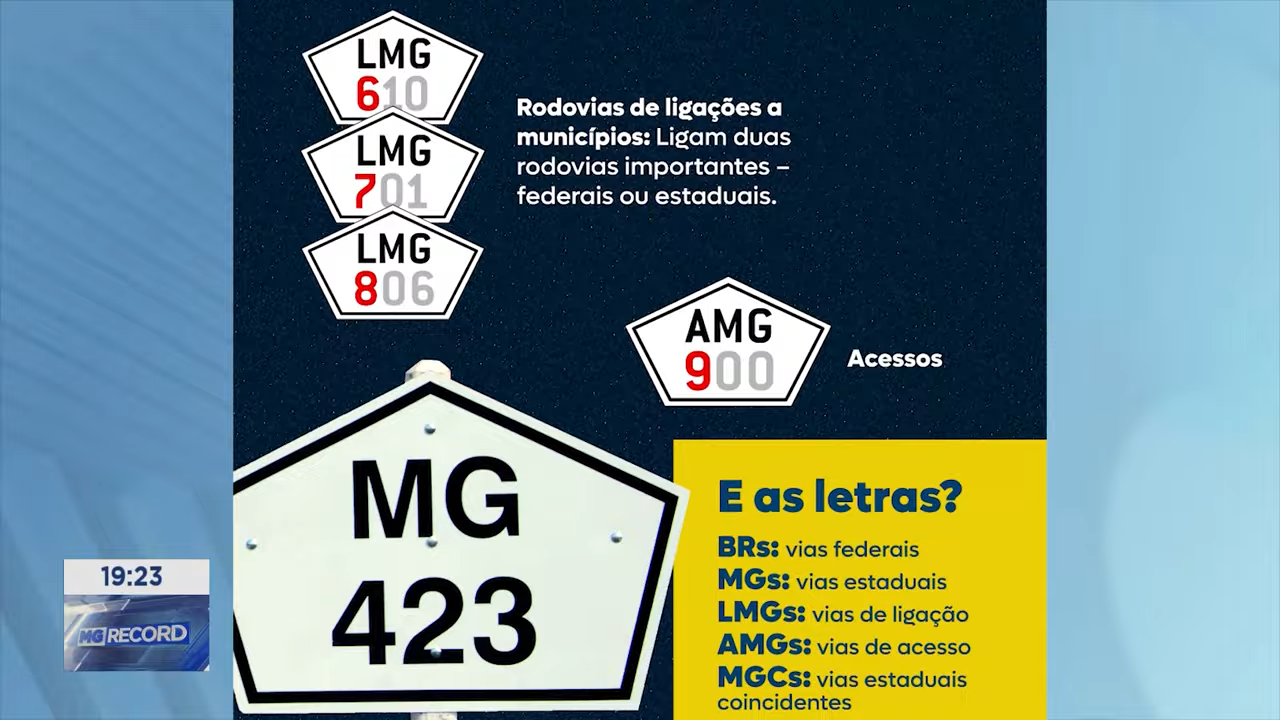 LMG
610
LMG
701
LMG
806
Rodovias de ligações a
municípios: Ligam duas
rodovias importantes –
federais ou estaduais.
AMG
900
Acessos
MG
423
E as letras?
BRs: vias federais
MGs: vias estaduais
LMGs: vias de ligação
AMGs: vias de acesso
MGCs: vias estaduais
coincidentes
19:23
MG RECORD